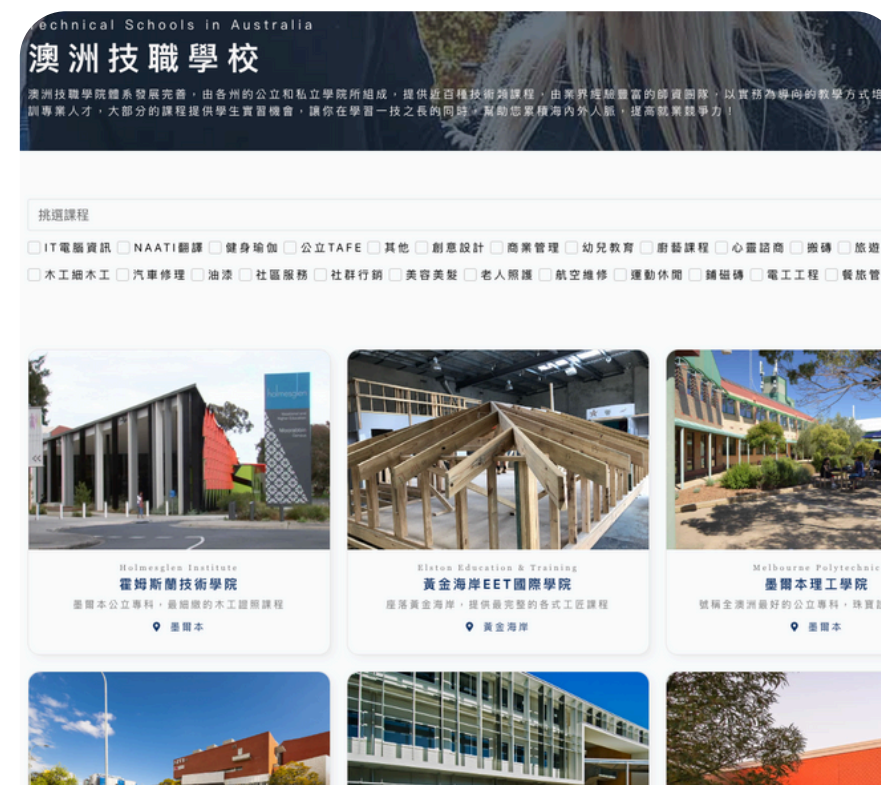 echnical Schools in Australia
澳洲技職學校
澳洲技職學院體系發展完善，由各州的公立和私立學院所組成，提供近百種技術類課程，由業界經驗豐富的師資團隊，以實務為導向的教學方式培
訓專業人才，大部分的課程提供學生實習機會，讓你在學習一技之長的同時，幫助您累積海內外人脈，提高就業競爭力！
挑選課程
IT電腦資訊 NAATI翻譯 健身瑜伽 公立TAFE 其他 創意設計 商業管理 幼兒教育 廚藝課程 心靈諮商 搬磚 旅遊
木工細木工 汽車修理 油漆 社區服務 社群行銷 美容美髮 老人照護 航空維修 運動休閒 鋪磁磚 電工工程 餐旅管
holmesglen
Holmesglen Institute
霍姆斯蘭技術學院
墨爾本公立專科，最細緻的木工證照課程
墨爾本
Elston Education & Training
黃金海岸EET國際學院
座落黃金海岸，提供最完整的各式工匠課程
黃金海岸
Melbourne Polytechnic
墨爾本理工學院
號稱全澳洲最好的公立專科，珠寶
墨爾本